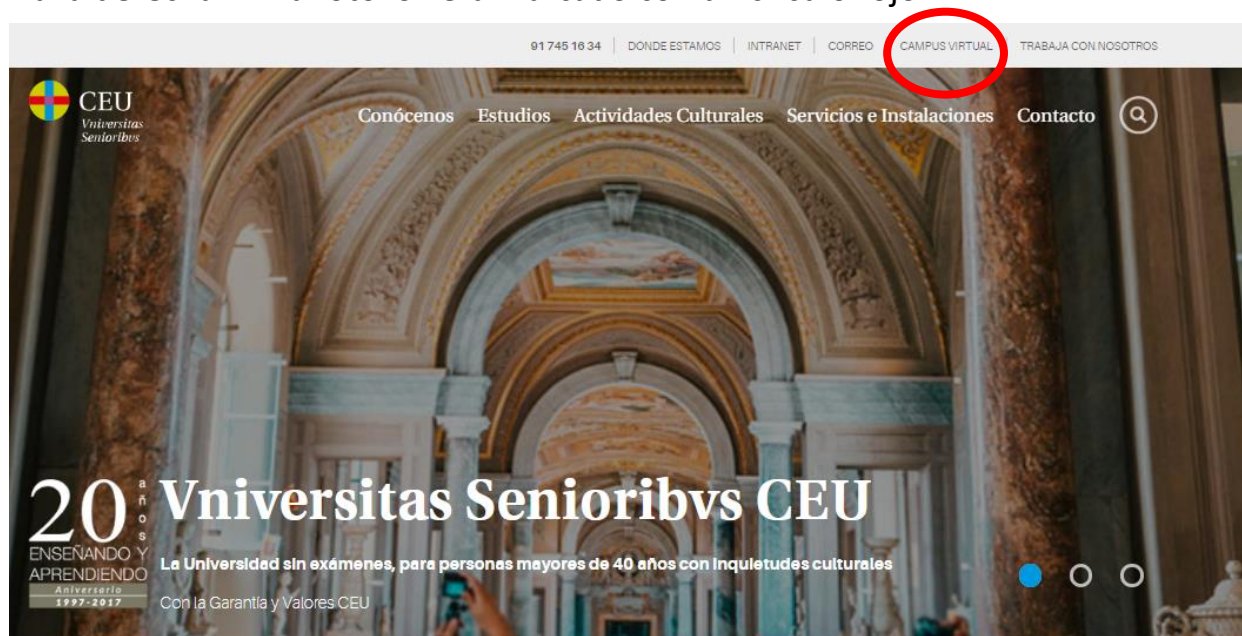 91 745 16 34 | DÓNDE ESTAMOS | INTRANET | CORREO CAMPUS VIRTUAL TRABAJA CON NOSOTROS
CEU
Vniversitas
Senioribvs
Conócenos Estudios Actividades Culturales Servicios e Instalaciones Contacto
20 años
ENSEÑANDO Y
APRENDIENDO
Aniversario
1997-2017
Vniversitas Senioribvs CEU
La Universidad sin exámenes, para personas mayores de 40 años con inquietudes culturales
Con la Garantía y Valores CEU